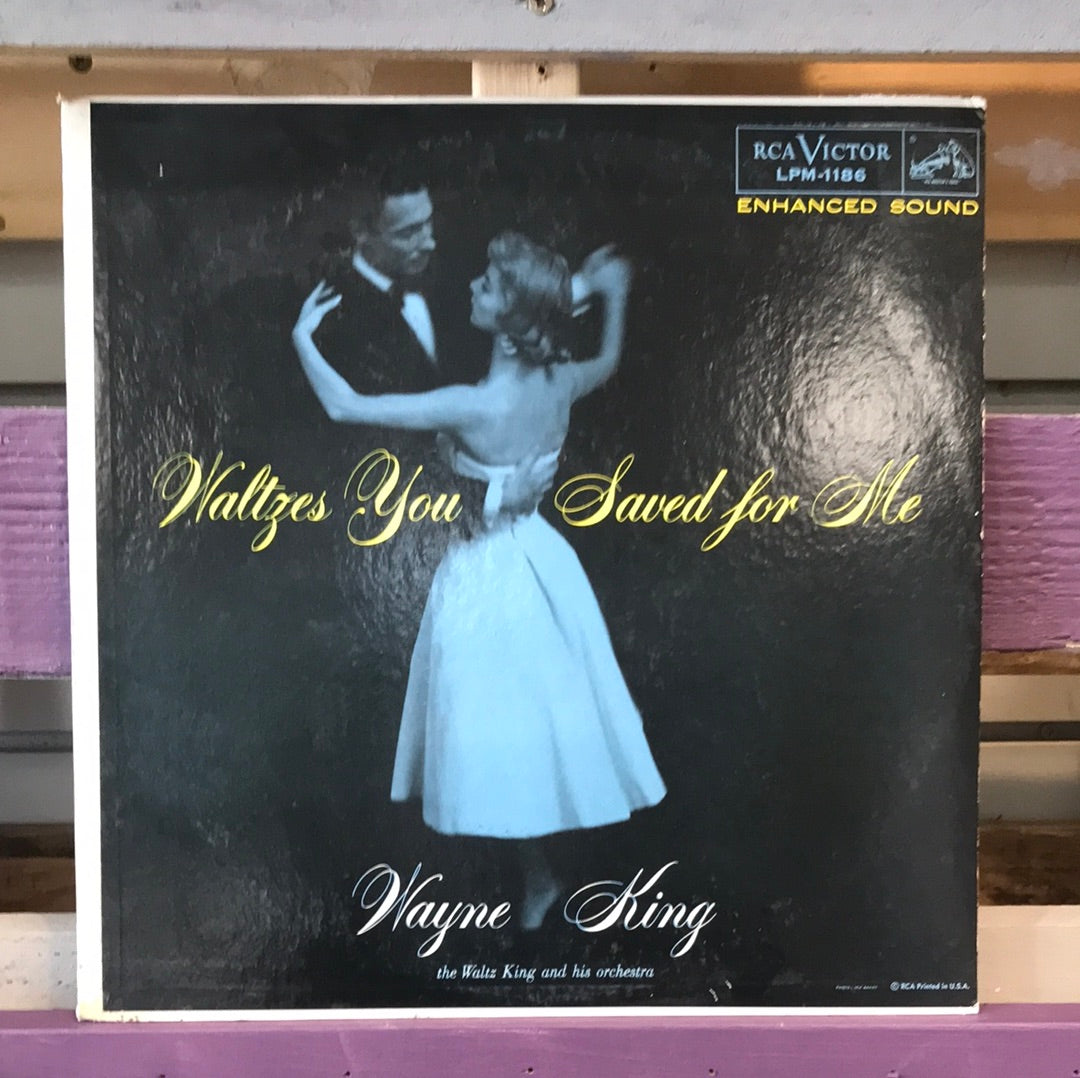 RCA VICTOR
LPM-1186
ENHANCED SOUND
Waltzes You Saved for Me
Wayne King
the Waltz King and his orchestra
© RCA Printed in U.S.A.